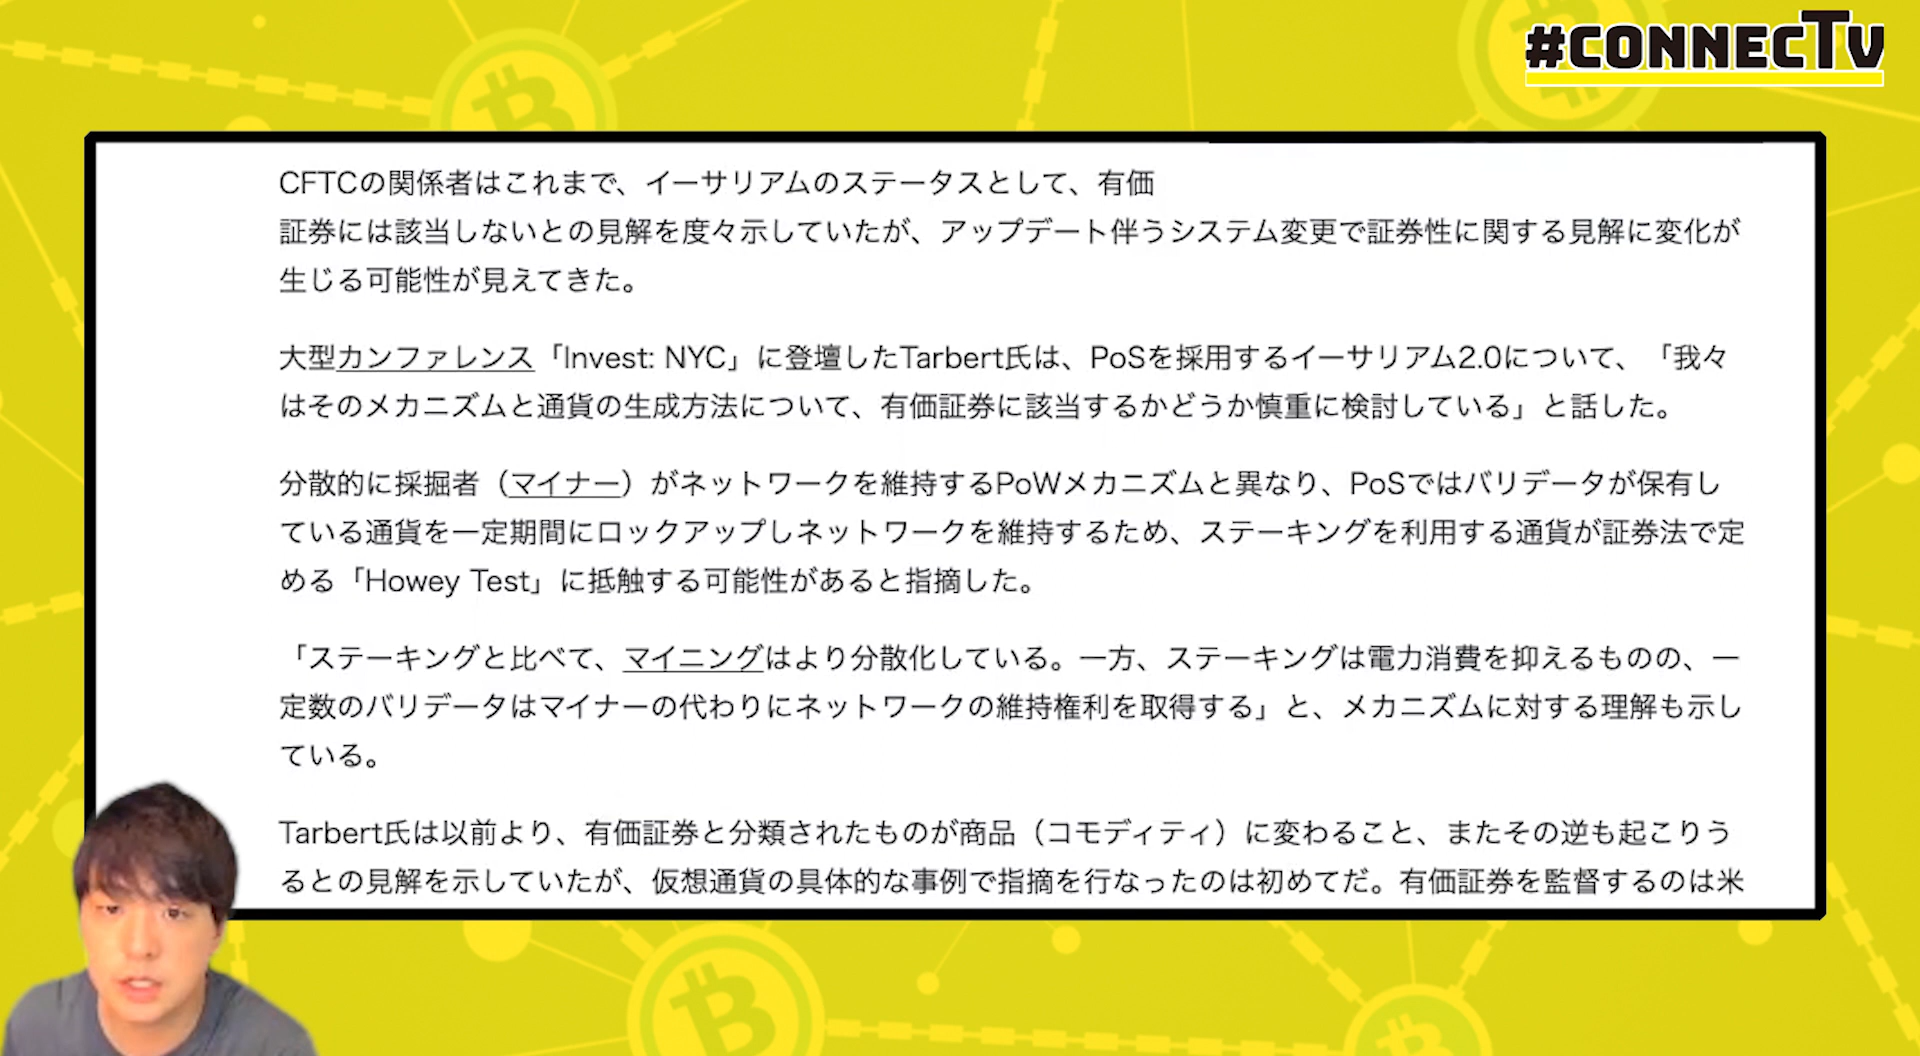 #CONNECTV
CFTCの関係者はこれまで、イーサリアムのステータスとして、有価
証券には該当しないとの見解を度々示していたが、アップデート伴うシステム変更で証券性に関する見解に変化が
生じる可能性が見えてきた。
大型カンファレンス「Invest: NYC」に登壇したTarbert氏は、PoSを採用するイーサリアム2.0について、「我々
はそのメカニズムと通貨の生成方法について、有価証券に該当するかどうか慎重に検討している」と話した。
分散的に採掘者（マイナー）がネットワークを維持するPoWメカニズムと異なり、PoSではバリデータが保有し
ている通貨を一定期間にロックアップしネットワークを維持するため、ステーキングを利用する通貨が証券法で定
める「Howey Test」に抵触する可能性があると指摘した。
「ステーキングと比べて、マイニングはより分散化している。一方、ステーキングは電力消費を抑えるものの、一
定数のバリデータはマイナーの代わりにネットワークの維持権利を取得する」と、メカニズムに対する理解も示し
ている。
Tarbert氏は以前より、有価証券と分類されたものが商品（コモディティ）に変わること、またその逆も起こりう
るとの見解を示していたが、仮想通貨の具体的な事例で指摘を行なったのは初めてだ。有価証券を監督するのは米